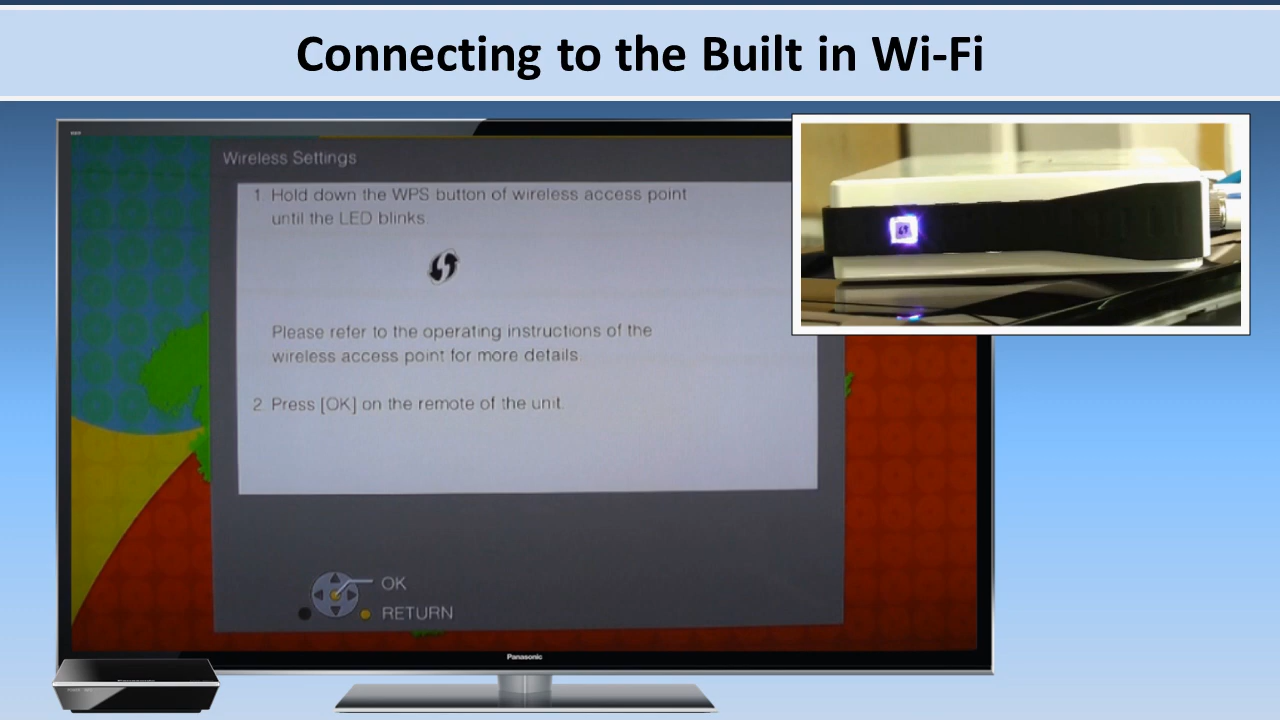 Connecting to the Built in Wi-Fi
Wireless Settings
1 Hold down the WPS button of wireless access point
until the LED blinks.
Please refer to the operating instructions of the
wireless access point for more details.
2 Press [OK] on the remote of the unit.
OK
RETURN
Panasonic
Panasonic